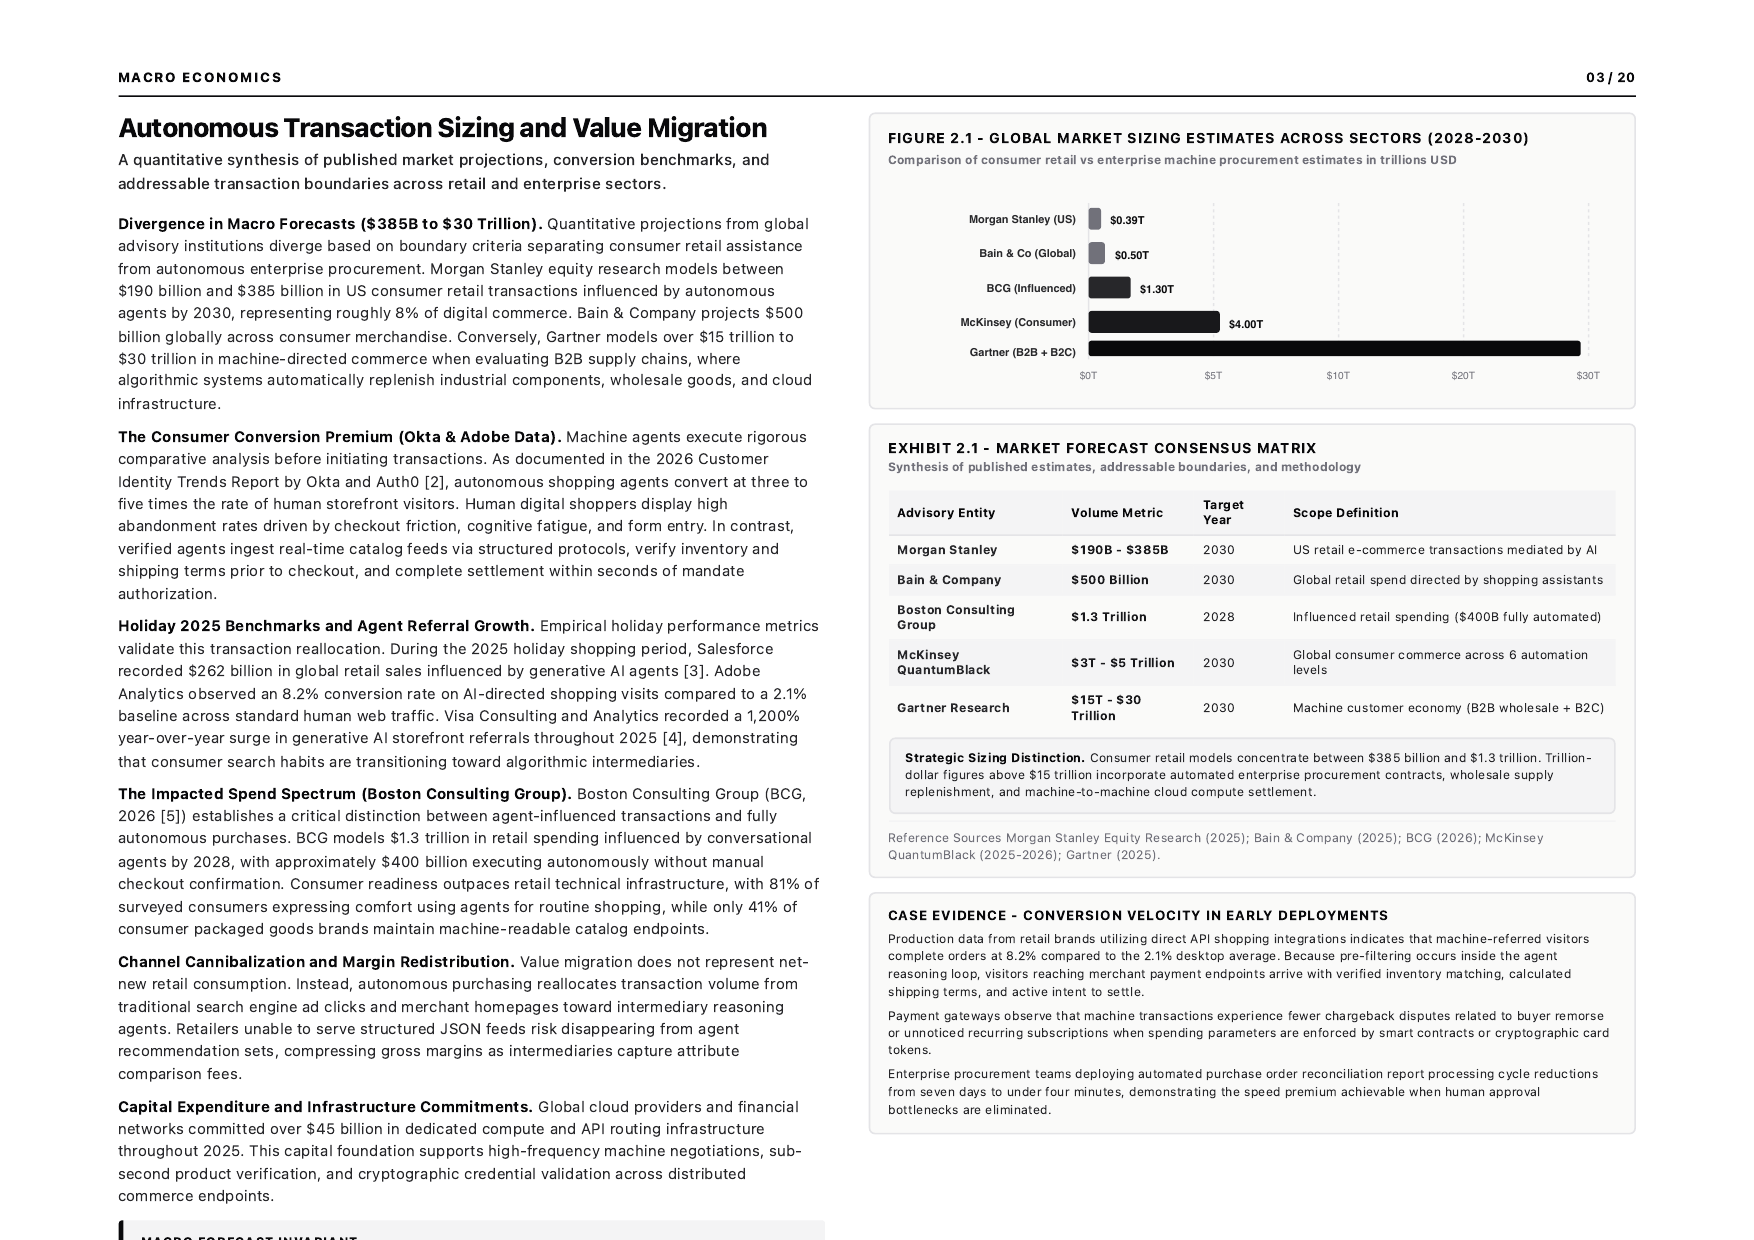 MACRO ECONOMICS
03 / 20
Autonomous Transaction Sizing and Value Migration
A quantitative synthesis of published market projections, conversion benchmarks, and
addressable transaction boundaries across retail and enterprise sectors.
Divergence in Macro Forecasts ($385B to $30 Trillion). Quantitative projections from global
advisory institutions diverge based on boundary criteria separating consumer retail assistance
from autonomous enterprise procurement. Morgan Stanley equity research models between
$190 billion and $385 billion in US consumer retail transactions influenced by autonomous
agents by 2030, representing roughly 8% of digital commerce. Bain & Company projects $500
billion globally across consumer merchandise. Conversely, Gartner models over $15 trillion to
$30 trillion in machine-directed commerce when evaluating B2B supply chains, where
algorithmic systems automatically replenish industrial components, wholesale goods, and cloud
infrastructure.
The Consumer Conversion Premium (Okta & Adobe Data). Machine agents execute rigorous
comparative analysis before initiating transactions. As documented in the 2026 Customer
Identity Trends Report by Okta and Auth0 [2], autonomous shopping agents convert at three to
five times the rate of human storefront visitors. Human digital shoppers display high
abandonment rates driven by checkout friction, cognitive fatigue, and form entry. In contrast,
verified agents ingest real-time catalog feeds via structured protocols, verify inventory and
shipping terms prior to checkout, and complete settlement within seconds of mandate
authorization.
Holiday 2025 Benchmarks and Agent Referral Growth. Empirical holiday performance metrics
validate this transaction reallocation. During the 2025 holiday shopping period, Salesforce
recorded $262 billion in global retail sales influenced by generative AI agents [3]. Adobe
Analytics observed an 8.2% conversion rate on AI-directed shopping visits compared to a 2.1%
baseline across standard human web traffic. Visa Consulting and Analytics recorded a 1,200%
year-over-year surge in generative AI storefront referrals throughout 2025 [4], demonstrating
that consumer search habits are transitioning toward algorithmic intermediaries.
The Impacted Spend Spectrum (Boston Consulting Group). Boston Consulting Group (BCG,
2026 [5]) establishes a critical distinction between agent-influenced transactions and fully
autonomous purchases. BCG models $1.3 trillion in retail spending influenced by conversational
agents by 2028, with approximately $400 billion executing autonomously without manual
checkout confirmation. Consumer readiness outpaces retail technical infrastructure, with 81% of
surveyed consumers expressing comfort using agents for routine shopping, while only 41% of
consumer packaged goods brands maintain machine-readable catalog endpoints.
Channel Cannibalization and Margin Redistribution. Value migration does not represent net-
new retail consumption. Instead, autonomous purchasing reallocates transaction volume from
traditional search engine ad clicks and merchant homepages toward intermediary reasoning
agents. Retailers unable to serve structured JSON feeds risk disappearing from agent
recommendation sets, compressing gross margins as intermediaries capture attribute
comparison fees.
Capital Expenditure and Infrastructure Commitments. Global cloud providers and financial
networks committed over $45 billion in dedicated compute and API routing infrastructure
throughout 2025. This capital foundation supports high-frequency machine negotiations, sub-
second product verification, and cryptographic credential validation across distributed
commerce endpoints.
MACRO FORECAST INVARIANT
FIGURE 2.1 - GLOBAL MARKET SIZING ESTIMATES ACROSS SECTORS (2028-2030)
Comparison of consumer retail vs enterprise machine procurement estimates in trillions USD
Morgan Stanley (US) $0.39T
Bain & Co (Global) $0.50T
BCG (Influenced) $1.30T
McKinsey (Consumer) $4.00T
Gartner (B2B + B2C)
$0T $5T $10T $20T $30T
EXHIBIT 2.1 - MARKET FORECAST CONSENSUS MATRIX
Synthesis of published estimates, addressable boundaries, and methodology
Advisory Entity Volume Metric Target Year Scope Definition
Morgan Stanley $190B - $385B 2030 US retail e-commerce transactions mediated by AI
Bain & Company $500 Billion 2030 Global retail spend directed by shopping assistants
Boston Consulting Group $1.3 Trillion 2028 Influenced retail spending ($400B fully automated)
McKinsey QuantumBlack $3T - $5 Trillion 2030 Global consumer commerce across 6 automation levels
Gartner Research $15T - $30 Trillion 2030 Machine customer economy (B2B wholesale + B2C)
Strategic Sizing Distinction. Consumer retail models concentrate between $385 billion and $1.3 trillion. Trillion-
dollar figures above $15 trillion incorporate automated enterprise procurement contracts, wholesale supply
replenishment, and machine-to-machine cloud compute settlement.
Reference Sources Morgan Stanley Equity Research (2025); Bain & Company (2025); BCG (2026); McKinsey
QuantumBlack (2025-2026); Gartner (2025).
CASE EVIDENCE - CONVERSION VELOCITY IN EARLY DEPLOYMENTS
Production data from retail brands utilizing direct API shopping integrations indicates that machine-referred visitors
complete orders at 8.2% compared to the 2.1% desktop average. Because pre-filtering occurs inside the agent
reasoning loop, visitors reaching merchant payment endpoints arrive with verified inventory matching, calculated
shipping terms, and active intent to settle.
Payment gateways observe that machine transactions experience fewer chargeback disputes related to buyer remorse
or unnoticed recurring subscriptions when spending parameters are enforced by smart contracts or cryptographic card
tokens.
Enterprise procurement teams deploying automated purchase order reconciliation report processing cycle reductions
from seven days to under four minutes, demonstrating the speed premium achievable when human approval
bottlenecks are eliminated.